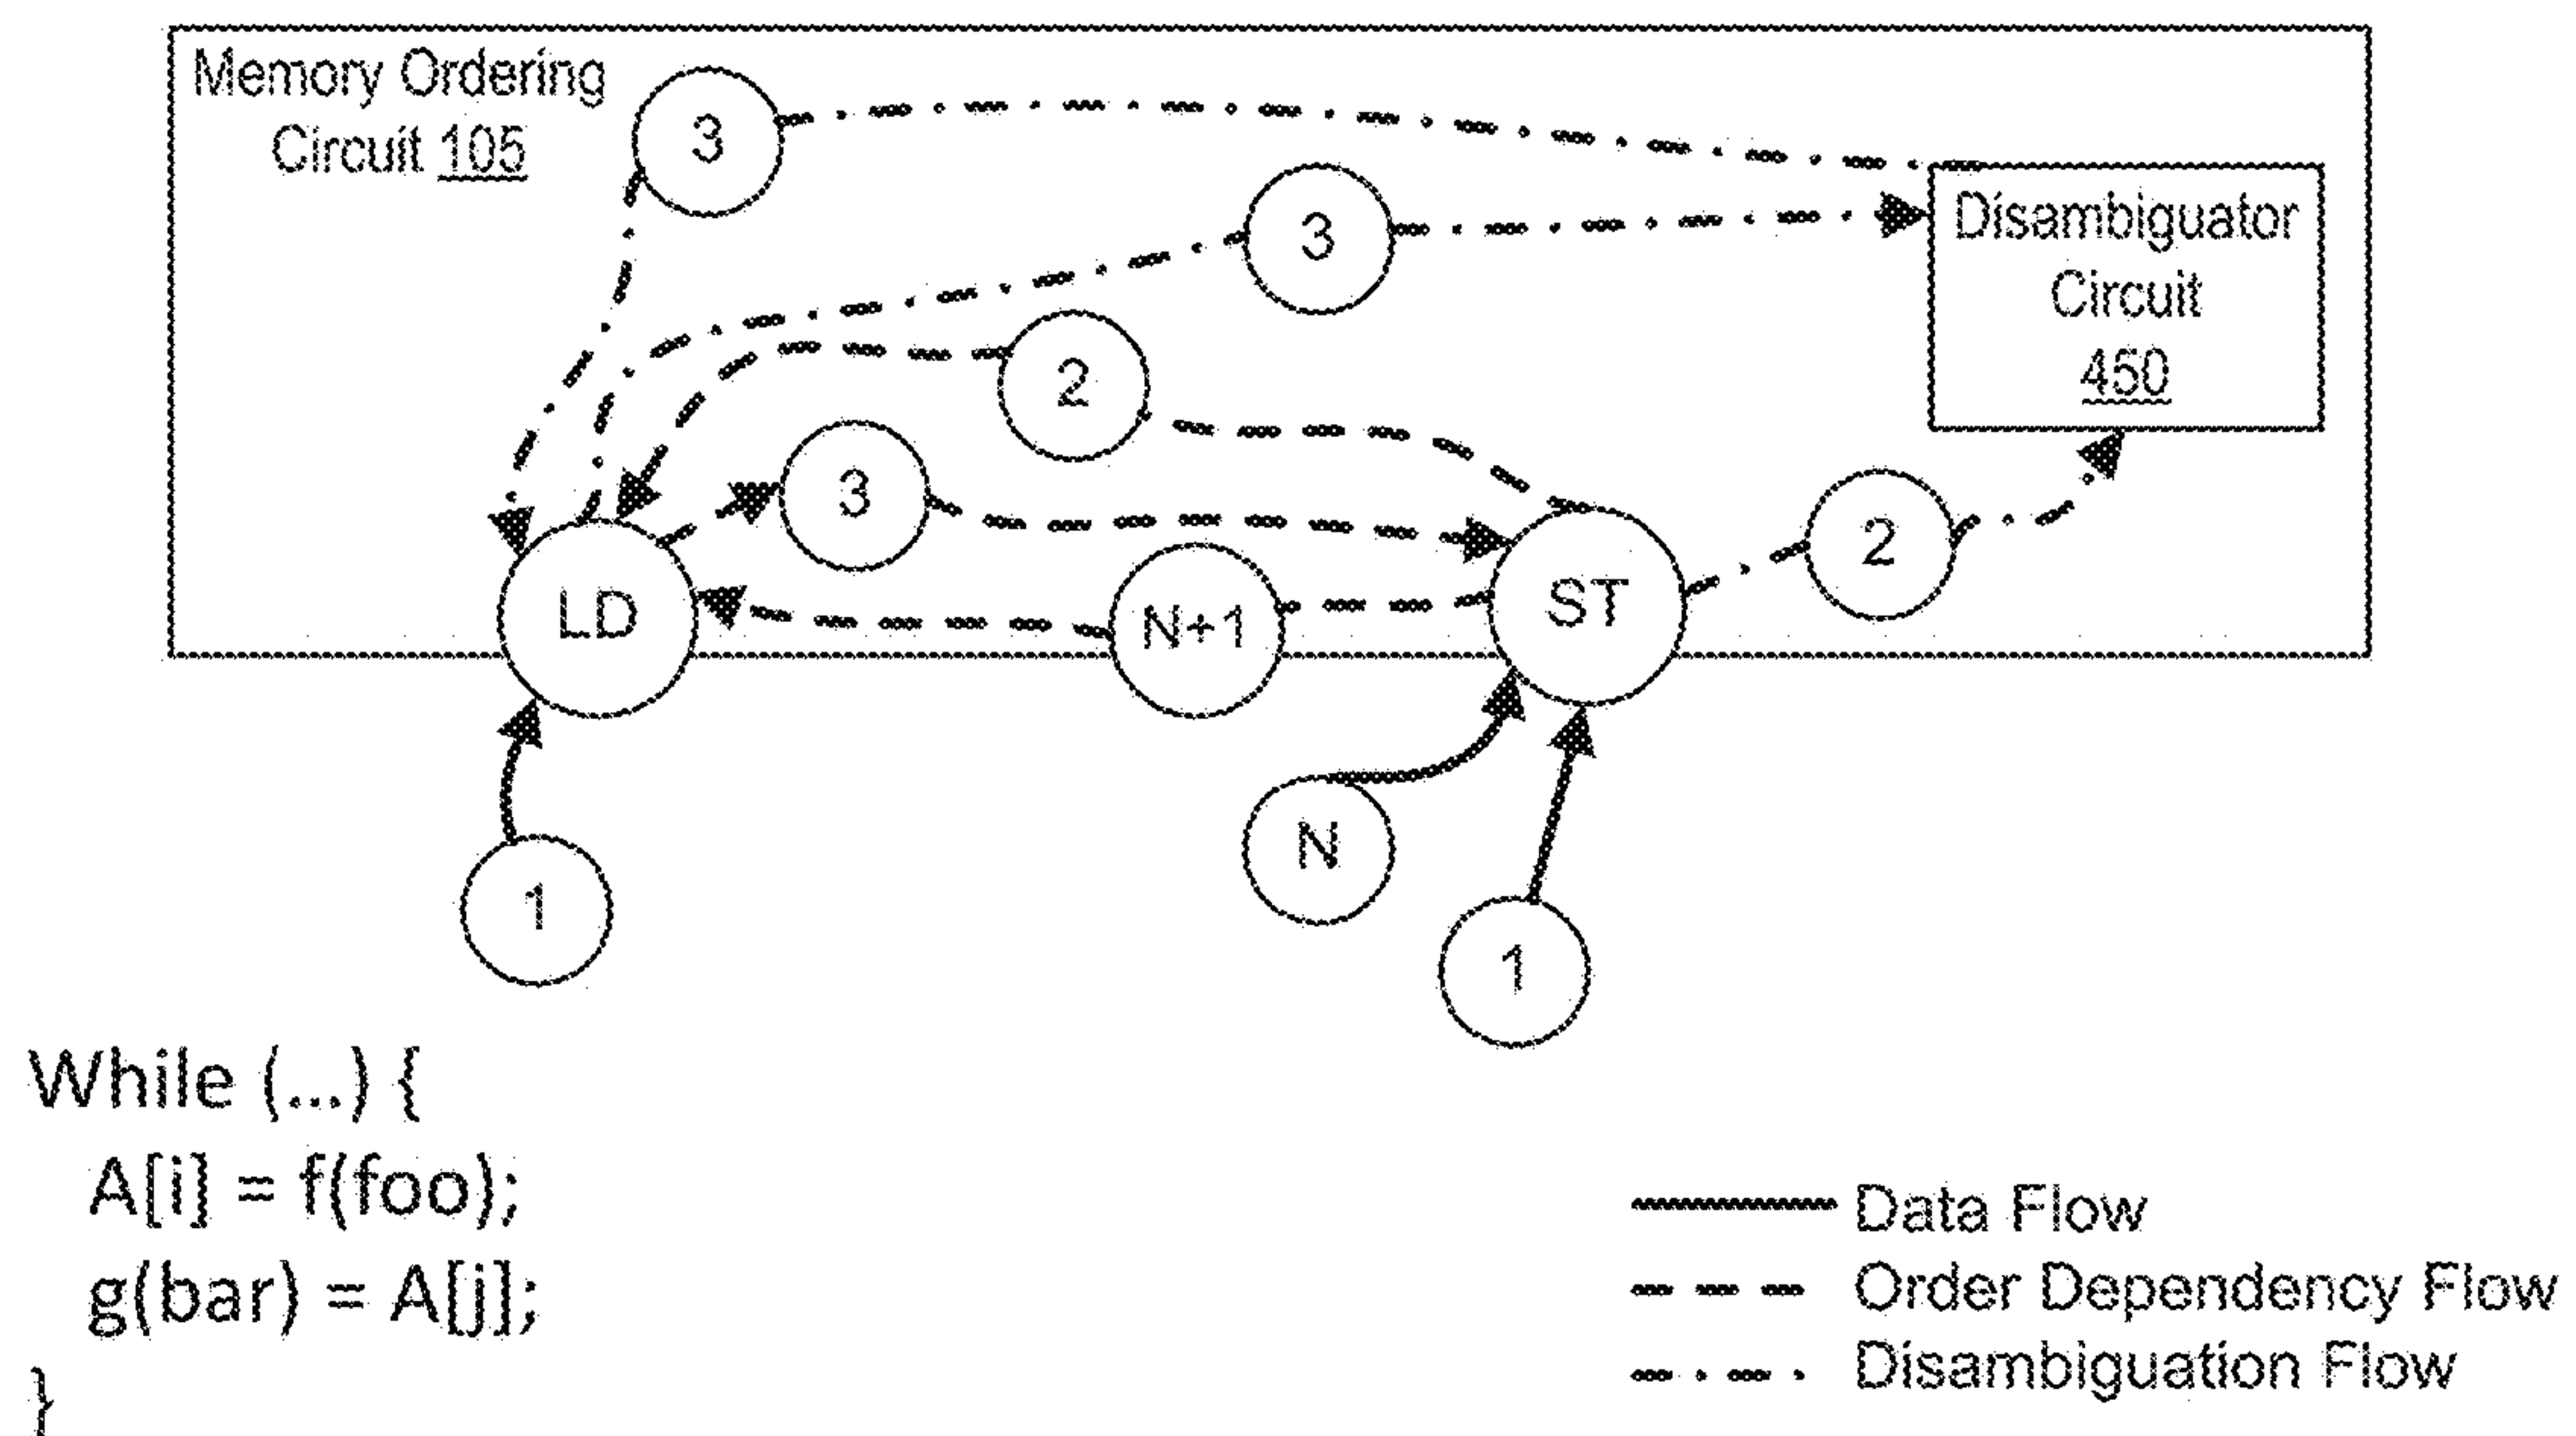 Memory Ordering
Circuit 105
3
3
Disambiguator
Circuit
450
2
3
2
LD
N+1
ST
N
1
1
While (...) {
A[i] = f(foo);
g(bar) = A[j];
}
Data Flow
Order Dependency Flow
Disambiguation Flow